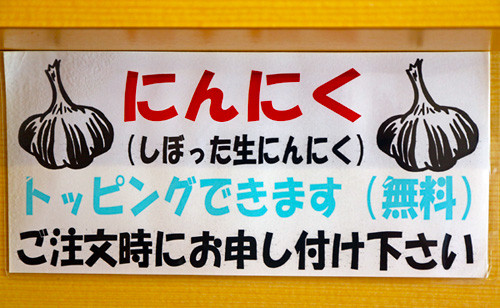 にんにく
(しぼった生にんにく)
トッピングできます(無料)
ご注文時にお申し付け下さい